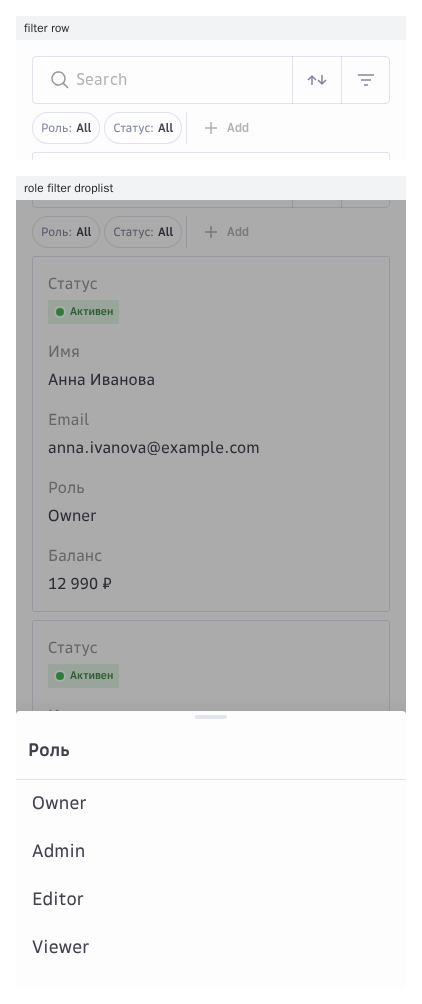 filter row
Search
Роль: All Статус: All Add
role filter droplist
Роль: All Статус: All Add
Статус
Активен
Имя
Анна Иванова
Email
anna.ivanova@example.com
Роль
Owner
Баланс
12 990 ₽
Статус
Активен
Роль
Owner
Admin
Editor
Viewer